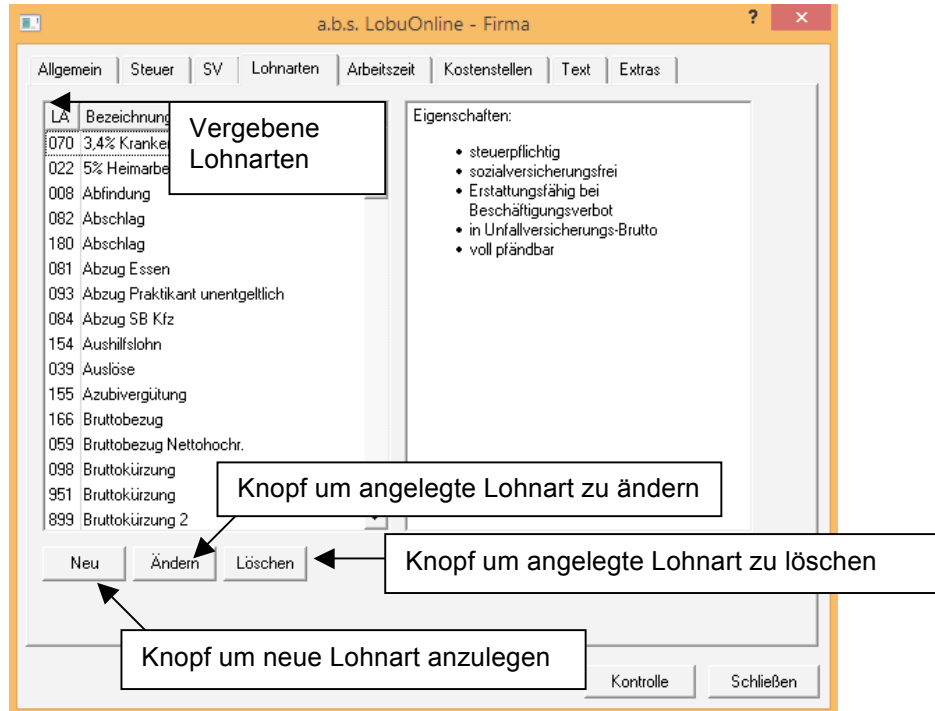 a.b.s. LobuOnline - Firma
? ×
Allgemein Steuer SV Lohnarten Arbeitszeit Kostenstellen Text Extras
LA Bezeichnung
Vergebene
Lohnarten
070 3,4% Kranke
022 5% Heimarbe
008 Abfindung
082 Abschlag
180 Abschlag
081 Abzug Essen
093 Abzug Praktikant unentgeltlich
084 Abzug SB Kfz
154 Aushilfslohn
039 Auslöse
155 Azubivergütung
166 Bruttobezug
059 Bruttobezug Nettohochr.
098 Bruttokürzung
951 Bruttokürzung
899 Bruttokürzung 2
Eigenschaften:
• steuerpflichtig
• sozialversicherungsfrei
• Erstattungsfähig bei
Beschäftigungsverbot
• in Unfallversicherungs-Brutto
• voll pfändbar
Knopf um angelegte Lohnart zu ändern
Neu Ändern Löschen
Knopf um angelegte Lohnart zu löschen
Knopf um neue Lohnart anzulegen
Kontrolle Schließen